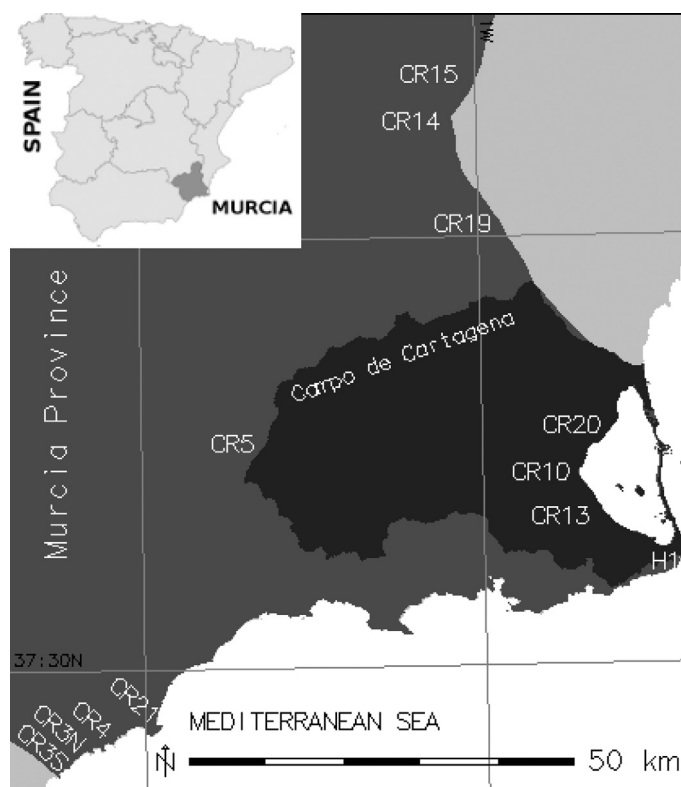 SPAIN
MURCIA
1W
CR15
CR14
CR19
Murcia Province
Campo de Cartagena
CR5
CR20
CR10
CR13
H1
37:30N
CR21
CR4
CR3N
CR3S
MEDITERRANEAN SEA
N
50 km